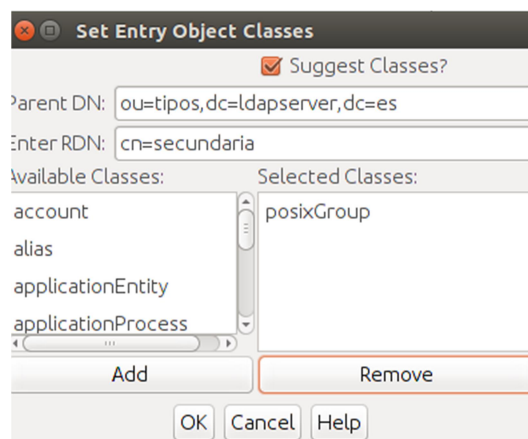 Set Entry Object Classes
Suggest Classes?
Parent DN: ou=tipos,dc=ldapserver,dc=es
Enter RDN: cn=secundaria
Available Classes: Selected Classes:
account posixGroup
alias
applicationEntity
applicationProcess
Add Remove
OK Cancel Help